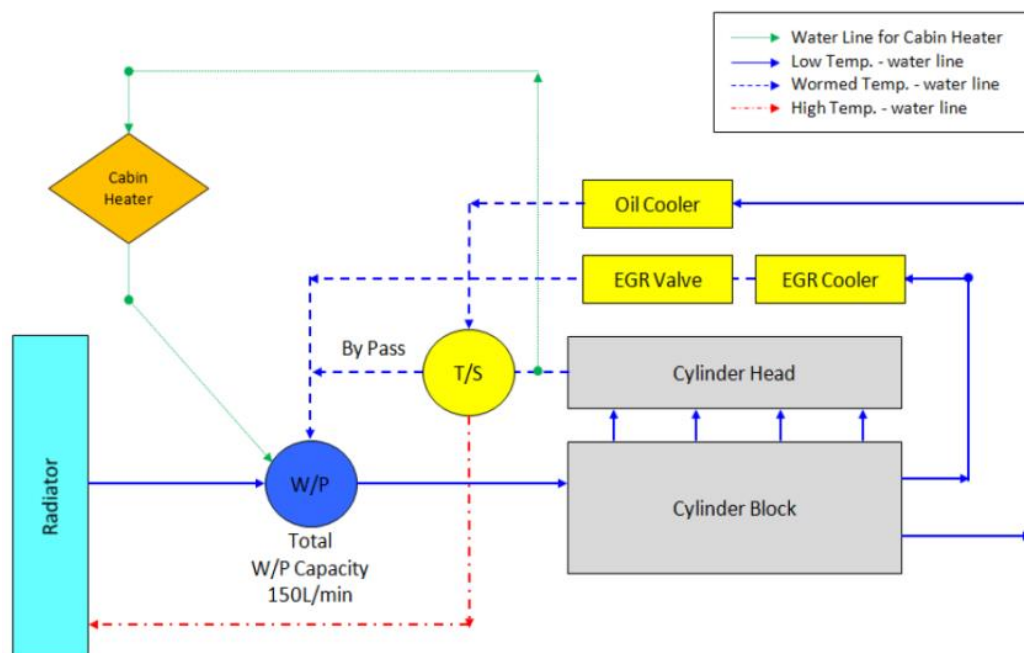 Water Line for Cabin Heater
Low Temp. - water line
Wormed Temp. - water line
High Temp. - water line
Cabin
Heater
Oil Cooler
EGR Valve
EGR Cooler
By Pass
T/S
Cylinder Head
Radiator
W/P
Cylinder Block
Total
W/P Capacity
150L/min